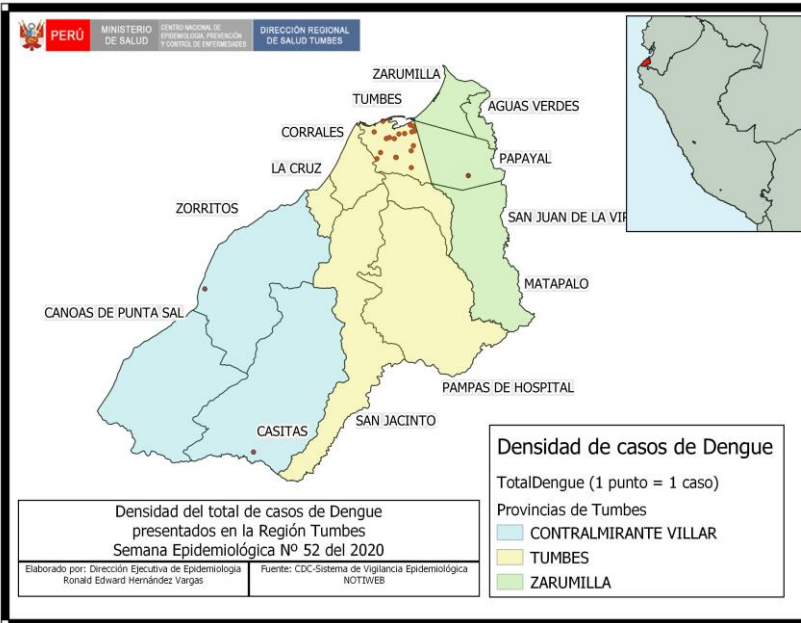 PERÚ
MINISTERIO
DE SALUD
CENTRO NACIONAL DE
EPIDEMIOLOGÍA, PREVENCIÓN
Y CONTROL DE ENFERMEDADES
DIRECCIÓN REGIONAL
DE SALUD TUMBES
ZARUMILLA
TUMBES
AGUAS VERDES
CORRALES
PAPAYAL
LA CRUZ
ZORRITOS
SAN JUAN DE LA VIR
MATAPALO
CANOAS DE PUNTA SAL
PAMPAS DE HOSPITAL
SAN JACINTO
CASITAS
Densidad de casos de Dengue
TotalDengue (1 punto = 1 caso)
Provincias de Tumbes
CONTRALMIRANTE VILLAR
TUMBES
ZARUMILLA
Densidad del total de casos de Dengue
presentados en la Región Tumbes
Semana Epidemiológica Nº 52 del 2020
Elaborado por: Dirección Ejecutiva de Epidemiologia
Ronald Edward Hernández Vargas
Fuente: CDC-Sistema de Vigilancia Epidemiológica
NOTIWEB